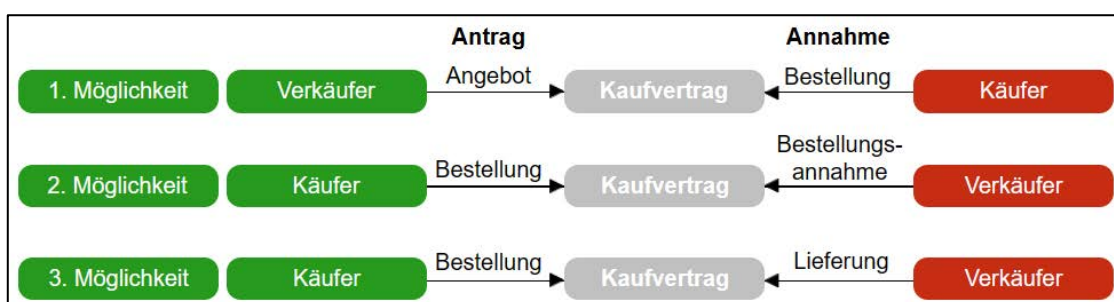 Antrag Annahme
1. Möglichkeit Verkäufer Angebot Kaufvertrag Bestellung Käufer
2. Möglichkeit Käufer Bestellung Kaufvertrag Bestellungs-
annahme Verkäufer
3. Möglichkeit Käufer Bestellung Kaufvertrag Lieferung Verkäufer